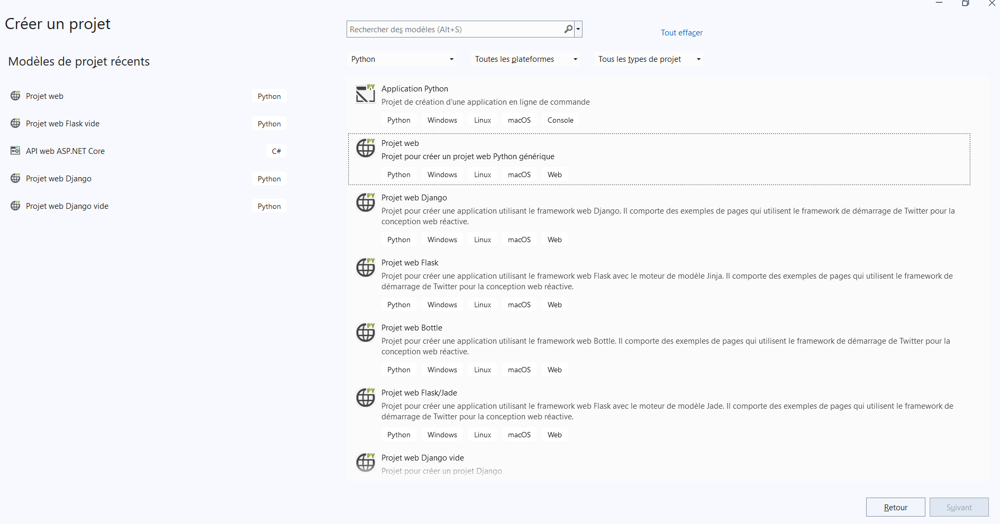 Créer un projet
Rechercher des modèles (Alt+S)
Tout effacer
Modèles de projet récents
Python
Toutes les plateformes
Tous les types de projet
Projet web
Python
Projet web Flask vide
Python
API web ASP.NET Core
C#
Projet web Django
Python
Projet web Django vide
Python
PY
Application Python
Projet de création d'une application en ligne de commande
Python Windows Linux macOS Console
PY
Projet web
Projet pour créer un projet web Python générique
Python Windows Linux macOS Web
PY
Projet web Django
Projet pour créer une application utilisant le framework web Django. Il comporte des exemples de pages qui utilisent le framework de démarrage de Twitter pour la
conception web réactive.
Python Windows Linux macOS Web
PY
Projet web Flask
Projet pour créer une application utilisant le framework web Flask avec le moteur de modèle Jinja. Il comporte des exemples de pages qui utilisent le framework de
démarrage de Twitter pour la conception web réactive.
Python Windows Linux macOS Web
PY
Projet web Bottle
Projet pour créer une application utilisant le framework web Bottle. Il comporte des exemples de pages qui utilisent le framework de démarrage de Twitter pour la
conception web réactive.
Python Windows Linux macOS Web
PY
Projet web Flask/Jade
Projet pour créer une application utilisant le framework web Flask avec le moteur de modèle Jade. Il comporte des exemples de pages qui utilisent le framework de
démarrage de Twitter pour la conception web réactive.
Python Windows Linux macOS Web
PY
Projet web Django vide
Projet pour créer un projet Django
Retour
Suivant